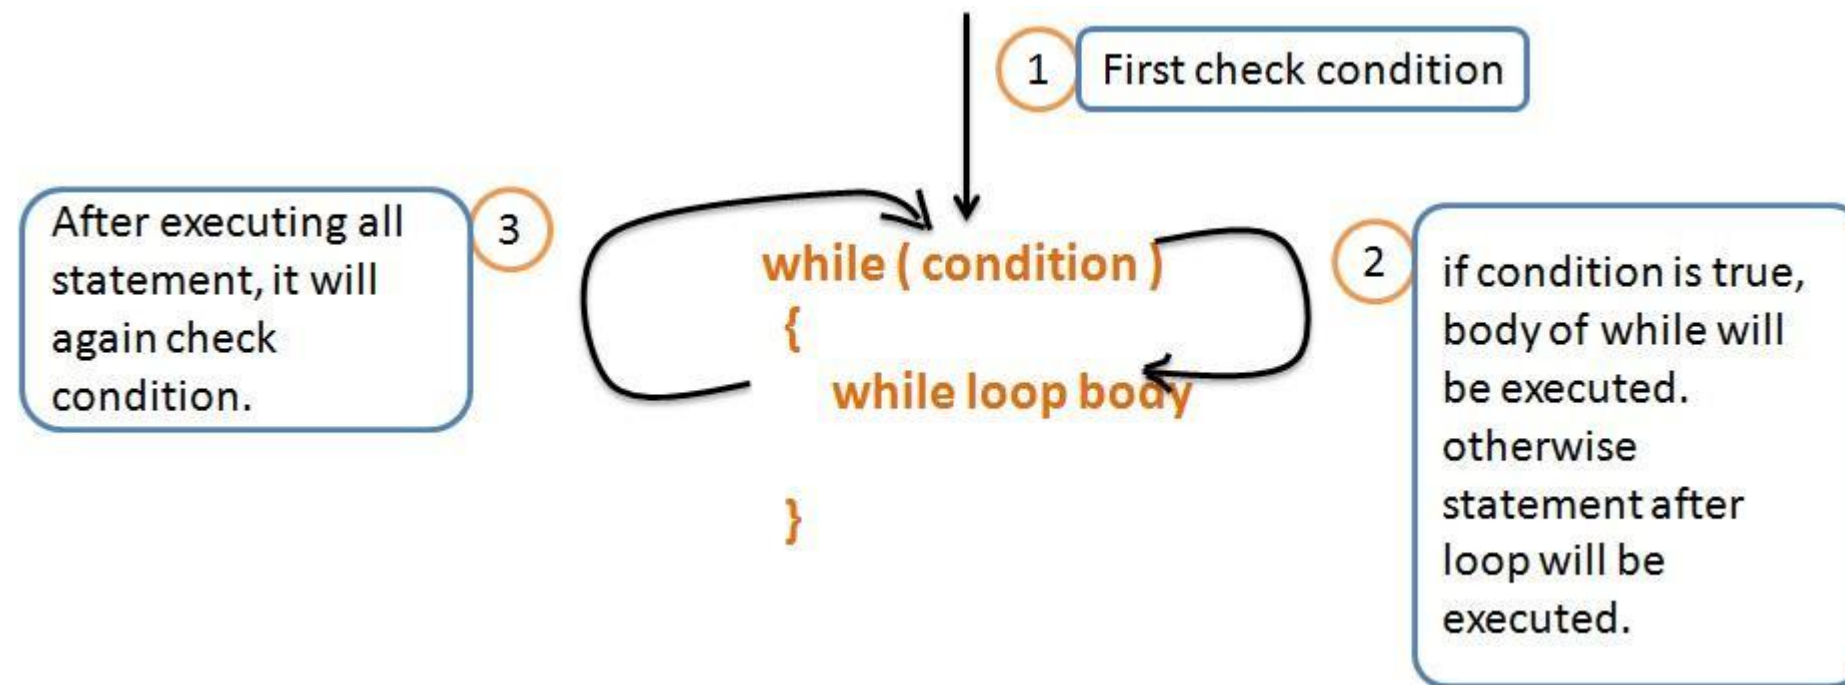 1
First check condition
After executing all
statement, it will
again check
condition.
3
while ( condition )
{
while loop body
}
2
if condition is true,
body of while will
be executed.
otherwise
statement after
loop will be
executed.